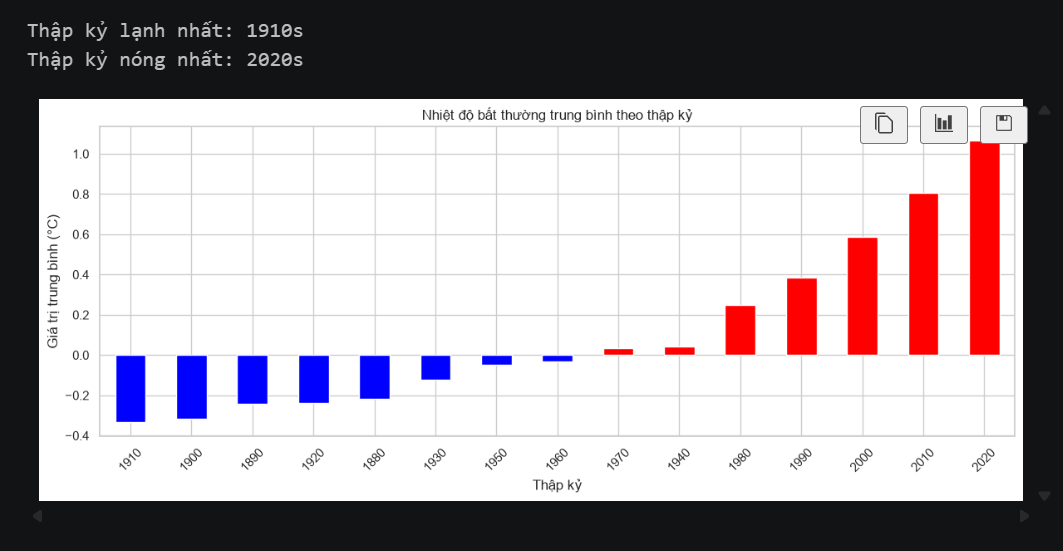 Thập kỷ lạnh nhất: 1910s
Thập kỷ nóng nhất: 2020s
Nhiệt độ bất thường trung bình theo thập kỷ
Giá trị trung bình (°C)
1.0
0.8
0.6
0.4
0.2
0.0
−0.2
−0.4
1910 1900 1890 1920 1880 1930 1950 1960 1970 1940 1980 1990 2000 2010 2020
Thập kỷ